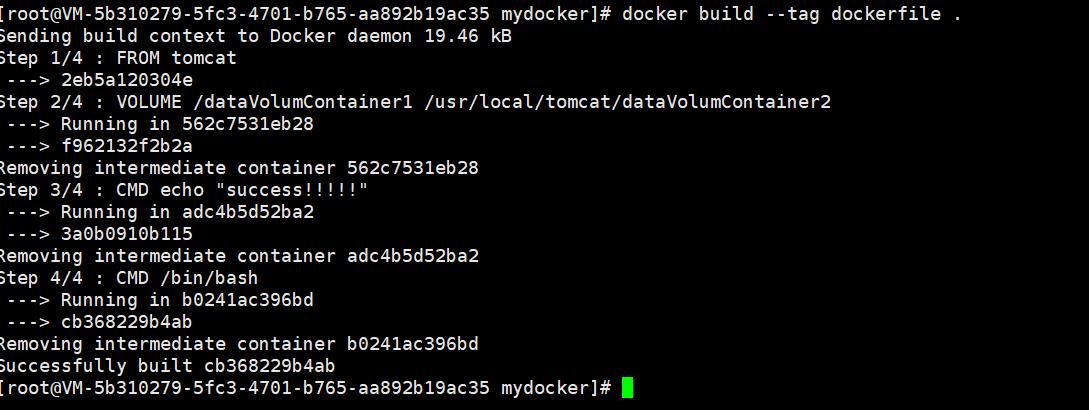 [root@VM-5b310279-5fc3-4701-b765-aa892b19ac35 mydocker]# docker build --tag dockerfile .
Sending build context to Docker daemon 19.46 kB
Step 1/4 : FROM tomcat
---> 2eb5a120304e
Step 2/4 : VOLUME /dataVolumContainer1 /usr/local/tomcat/dataVolumContainer2
---> Running in 562c7531eb28
---> f962132f2b2a
Removing intermediate container 562c7531eb28
Step 3/4 : CMD echo "success!!!!!"
---> Running in adc4b5d52ba2
---> 3a0b0910b115
Removing intermediate container adc4b5d52ba2
Step 4/4 : CMD /bin/bash
---> Running in b0241ac396bd
---> cb368229b4ab
Removing intermediate container b0241ac396bd
Successfully built cb368229b4ab
[root@VM-5b310279-5fc3-4701-b765-aa892b19ac35 mydocker]#